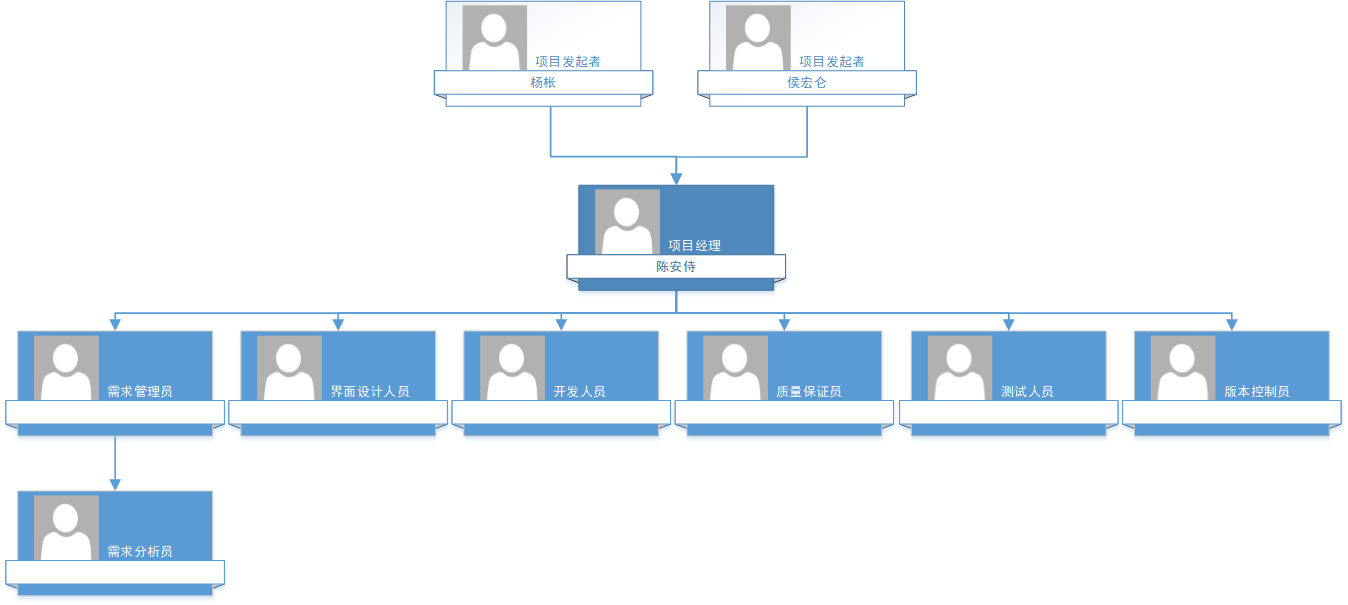 项目发起者
杨枨
项目发起者
侯宏仑
项目经理
陈安侍
需求管理员
界面设计人员
开发人员
质量保证员
测试人员
版本控制员
需求分析员